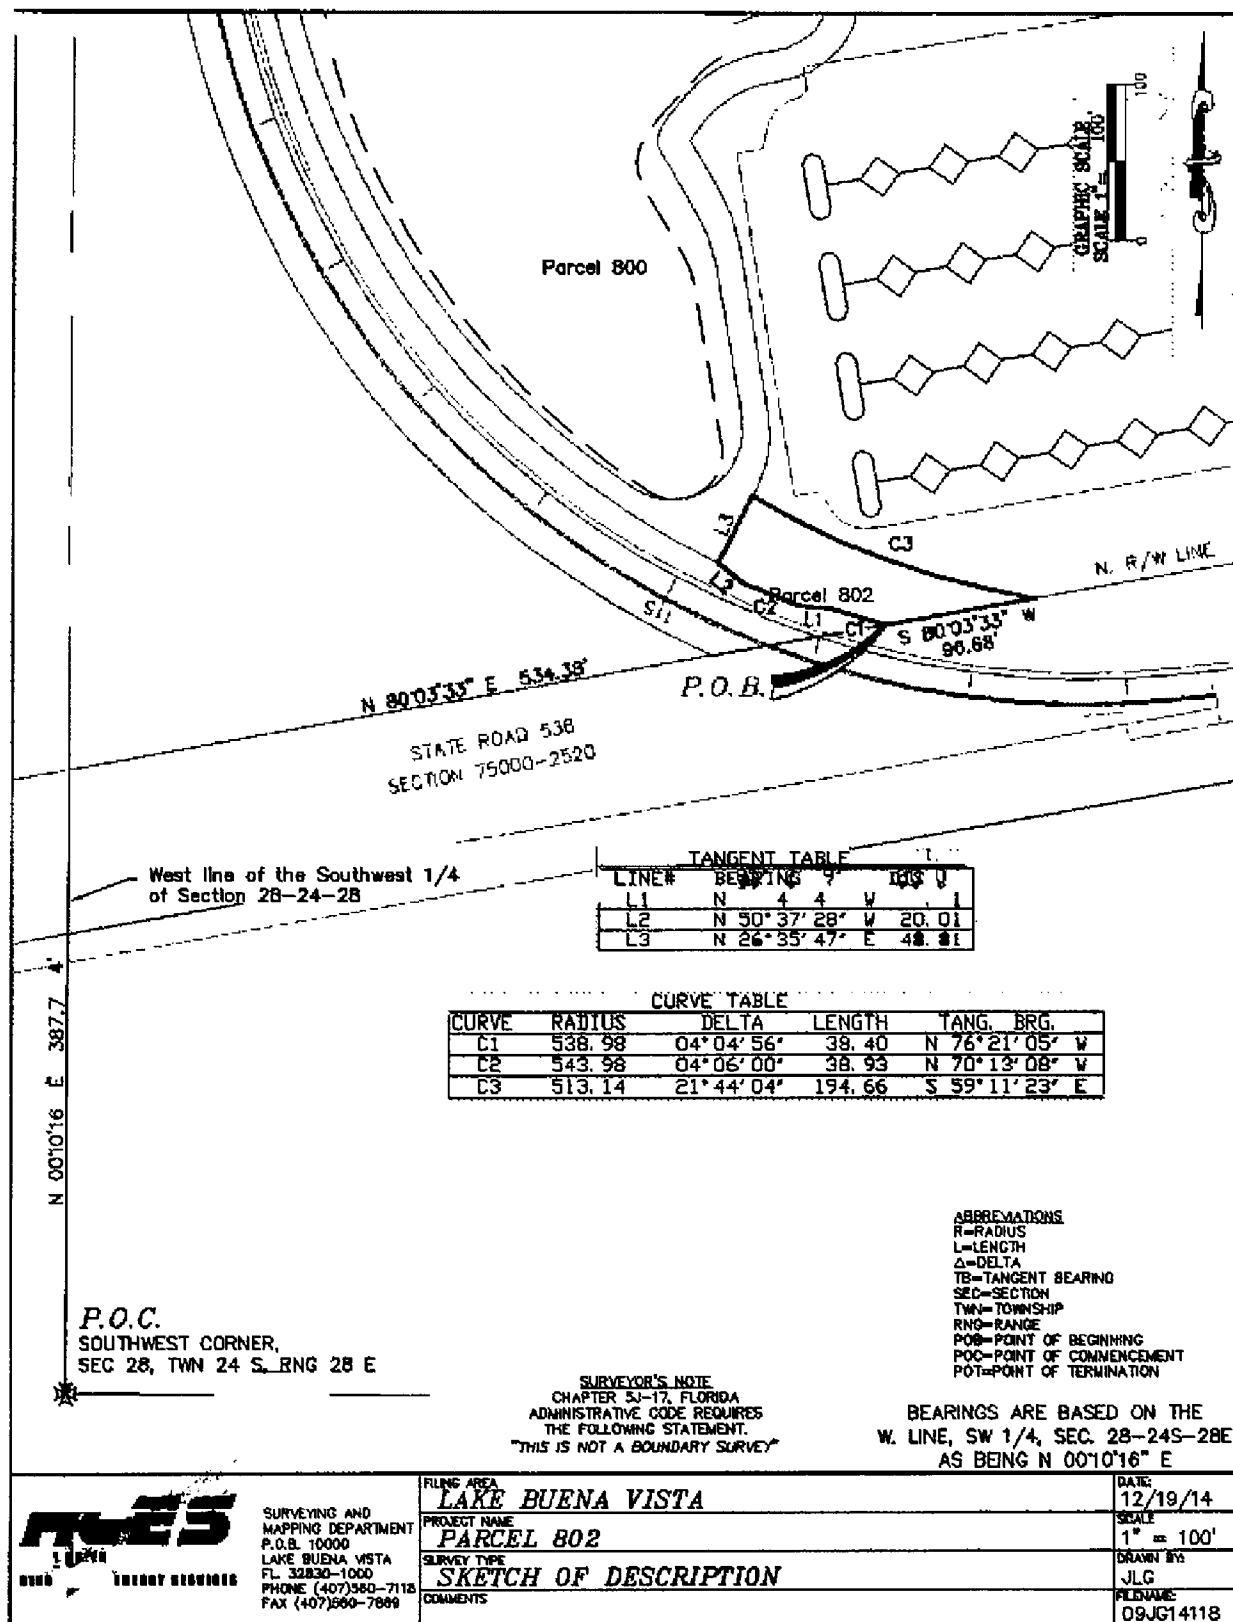 100
GRAPHIC SCALE
SCALE 1" = 100'
0
Parcel 800
L3
C3
N. R/W LINE
L2
Parcel 802
C2
S11
L1
C1
S 80°03'33" W
96.68'
P.O.B.
N 80°03'33" E 534.38'
STATE ROAD 536
SECTION 75000-2520
West line of the Southwest 1/4
of Section 28-24-28
TANGENT TABLE
LINE# BEARING
L1 N 4 4 W 1
L2 N 50°37'28" W 20.01
L3 N 26°35'47" E
N 00°10'16" E 387.7 4'
CURVE TABLE
CURVE RADIUS DELTA LENGTH TANG. BRG.
C1 538.98 04°04'56" 38.40 N 76°21'05" W
C2 543.98 04°06'00" 38.93 N 70°13'08" W
C3 513.14 21°44'04" 194.66 S 59°11'23" E
ABBREVIATIONS
R=RADIUS
L=LENGTH
Δ=DELTA
TB=TANGENT BEARING
SEC=SECTION
TWN=TOWNSHIP
RNG=RANGE
POB=POINT OF BEGINNING
POC=POINT OF COMMENCEMENT
POT=POINT OF TERMINATION
P.O.C.
SOUTHWEST CORNER,
SEC 28, TWN 24 S, RNG 28 E
SURVEYOR'S NOTE
CHAPTER 5J-17, FLORIDA
ADMINISTRATIVE CODE REQUIRES
THE FOLLOWING STATEMENT.
"THIS IS NOT A BOUNDARY SURVEY"
BEARINGS ARE BASED ON THE
W. LINE, SW 1/4, SEC. 28-24S-28E
AS BEING N 00°10'16" E
ENERGY SERVICES
SURVEYING AND
MAPPING DEPARTMENT
P.O.B. 10000
LAKE BUENA VISTA
FL 32830-1000
PHONE (407)560-7118
FAX (407)560-7889
FILING AREA
LAKE BUENA VISTA
PROJECT NAME
PARCEL 802
SURVEY TYPE
SKETCH OF DESCRIPTION
COMMENTS
DATE:
12/19/14
SCALE
1" = 100'
DRAWN BY:
JLG
FILENAME:
09JG14118